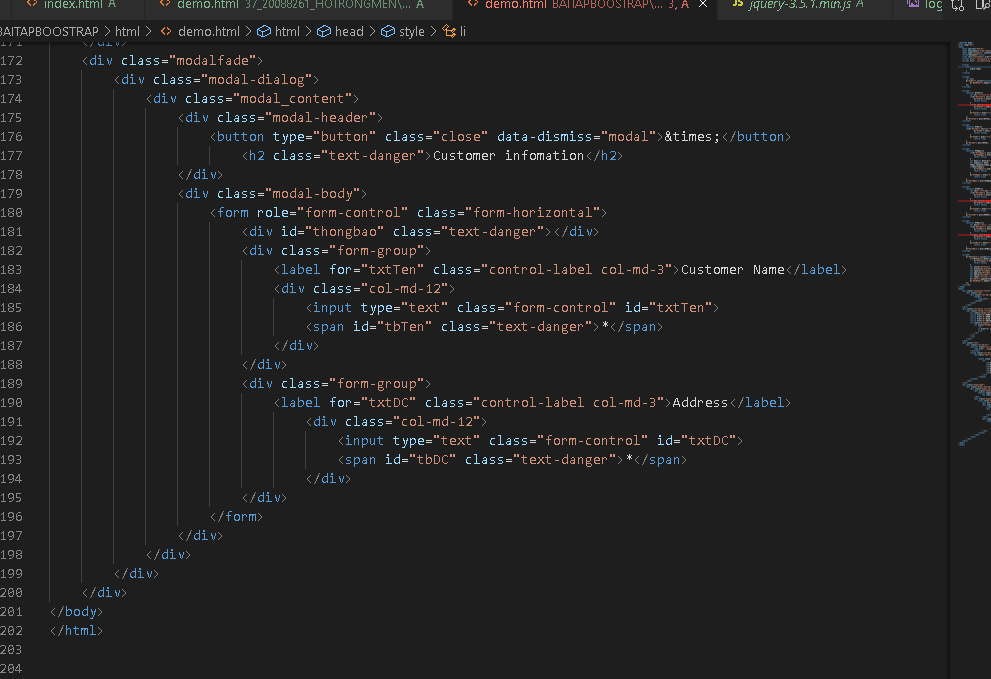 index.html A demo.html 37_20088261_HOTRONGMEN\... A demo.html BAITAPBOOSTRAP\... 3, A jquery-3.5.1.min.js A
BAITAPBOOSTRAP > html > demo.html > html > head > style > li
171 </div>
172 <div class="modalfade">
173 <div class="modal-dialog">
174 <div class="modal_content">
175 <div class="modal-header">
176 <button type="button" class="close" data-dismiss="modal">&times;</button>
177 <h2 class="text-danger">Customer infomation</h2>
178 </div>
179 <div class="modal-body">
180 <form role="form-control" class="form-horizontal">
181 <div id="thongbao" class="text-danger"></div>
182 <div class="form-group">
183 <label for="txtTen" class="control-label col-md-3">Customer Name</label>
184 <div class="col-md-12">
185 <input type="text" class="form-control" id="txtTen">
186 <span id="tbTen" class="text-danger">*</span>
187 </div>
188 </div>
189 <div class="form-group">
190 <label for="txtDC" class="control-label col-md-3">Address</label>
191 <div class="col-md-12">
192 <input type="text" class="form-control" id="txtDC">
193 <span id="tbDC" class="text-danger">*</span>
194 </div>
195 </div>
196 </form>
197 </div>
198 </div>
199 </div>
200 </div>
201 </body>
202 </html>
203
204